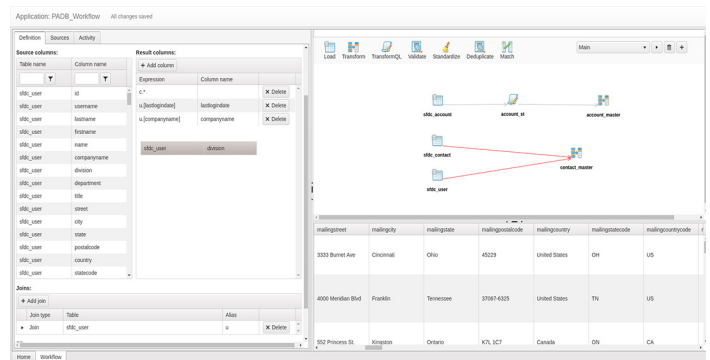 Application: PADB_Workflow All changes saved
Definition Sources Activity
Source columns:
Table name Column name
sfdc_user id
sfdc_user username
sfdc_user lastname
sfdc_user firstname
sfdc_user name
sfdc_user companyname
sfdc_user division
sfdc_user department
sfdc_user title
sfdc_user street
sfdc_user city
sfdc_user state
sfdc_user postalcode
sfdc_user country
sfdc_user statecode
Result columns:
+ Add column
Expression Column name
c.* × Delete
u.[lastlogindate] lastlogindate × Delete
u.[companyname] companyname × Delete
sfdc_user division
Joins:
+ Add join
Join type Table Alias
Join sfdc_user u × Delete
Home Workflow
Load Transform TransformQL Validate Standardize Deduplicate Match
Main
sfdc_account account_st account_master
sfdc_contact
contact_master
sfdc_user
mailingstreet mailingcity mailingstate mailingpostalcode mailingcountry mailingstatecode mailingcountrycode
3333 Burnet Ave Cincinnati Ohio 45229 United States OH US
4000 Meridian Blvd Franklin Tennessee 37067-6325 United States TN US
552 Princess St. Kingston Ontario K7L 1C7 Canada ON CA